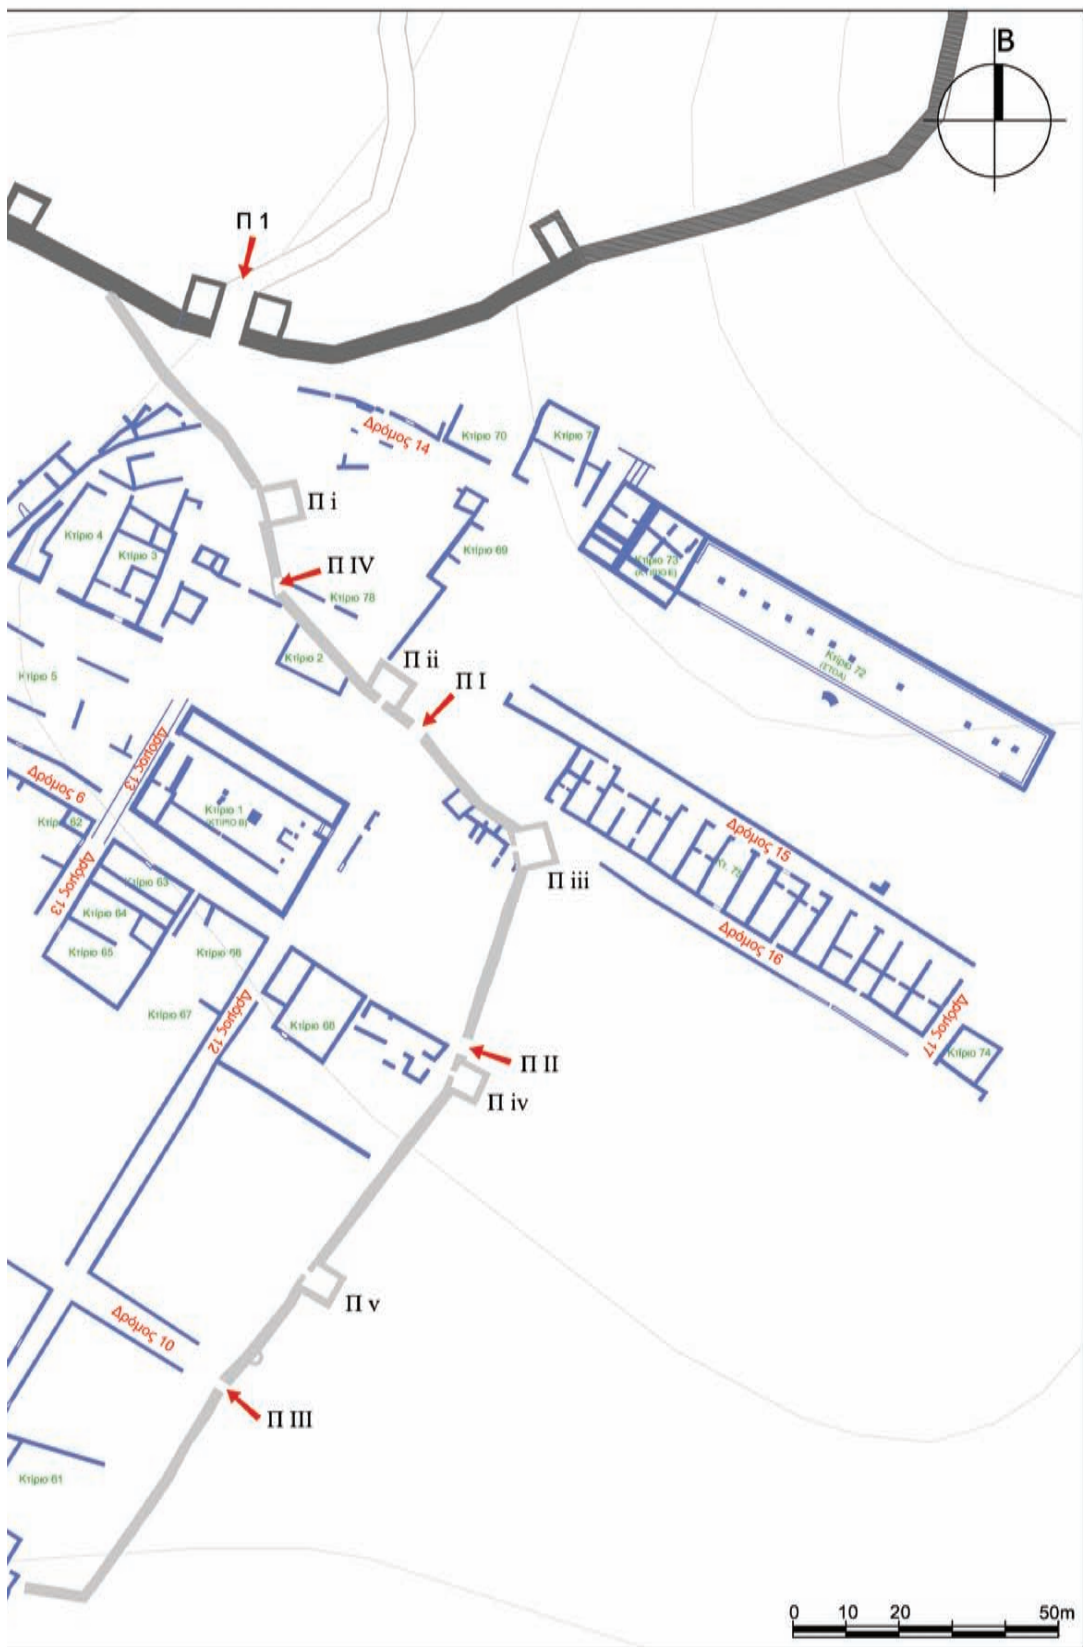 Β
Π 1
Δρόμος 14
Κτίριο 70
Κτίριο 7
Π i
Κτίριο 4
Κτίριο 3
Κτίριο 69
Κτίριο 73
Π IV
Κτίριο 78
Κτίριο 2
Π ii
Κτίριο 72
(ΣΤΟΑ)
Κτίριο 5
Π I
Δρόμος 13
Δρόμος 6
Κτίριο 1
(ΚΤΙΡΙΟ Β)
Κτίριο 62
Δρόμος 15
Κτίριο 63
Δρόμος 13
Π iii
Κτίριο 64
Κτίριο 65
Κτίριο 66
Δρόμος 16
Κτίριο 67
Δρόμος 12
Κτίριο 68
Δρόμος 17
Κτίριο 74
Π II
Π iv
Π v
Δρόμος 10
Π III
Κτίριο 61
0 10 20 50m